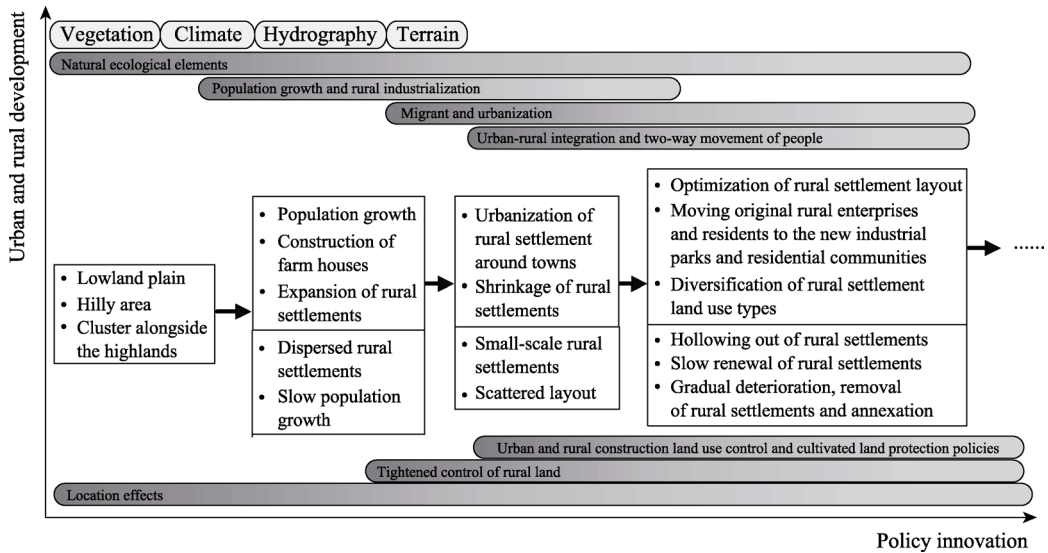 Urban and rural development
Vegetation
Climate
Hydrography
Terrain
Natural ecological elements
Population growth and rural industrialization
Migrant and urbanization
Urban-rural integration and two-way movement of people
• Lowland plain
• Hilly area
• Cluster alongside
the highlands
• Population growth
• Construction of
farm houses
• Expansion of rural
settlements
• Dispersed rural
settlements
• Slow population
growth
• Urbanization of
rural settlement
around towns
• Shrinkage of rural
settlements
• Small-scale rural
settlements
• Scattered layout
• Optimization of rural settlement layout
• Moving original rural enterprises
and residents to the new industrial
parks and residential communities
• Diversification of rural settlement
land use types
• Hollowing out of rural settlements
• Slow renewal of rural settlements
• Gradual deterioration, removal
of rural settlements and annexation
......
Urban and rural construction land use control and cultivated land protection policies
Tightened control of rural land
Location effects
Policy innovation